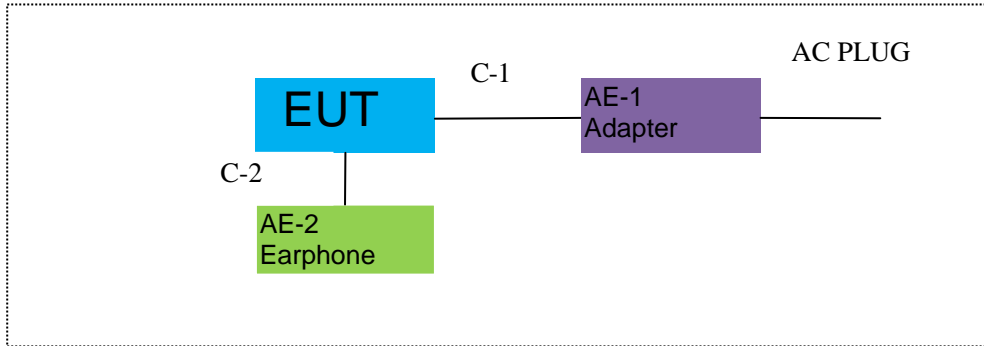 AC PLUG
C-1
EUT
AE-1
Adapter
C-2
AE-2
Earphone